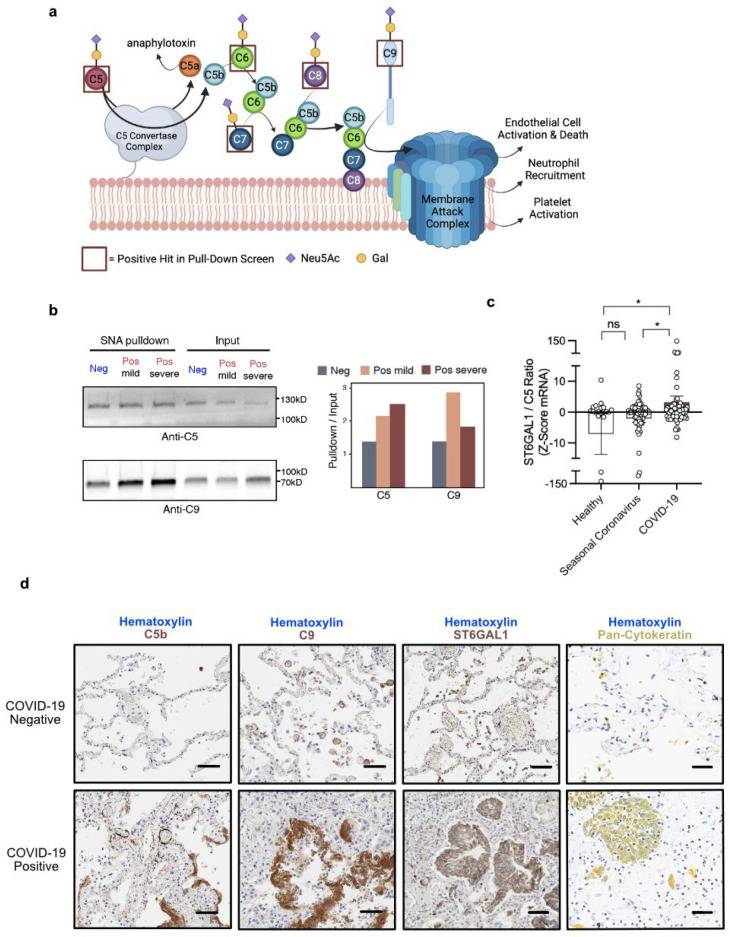 a
anaphylotoxin
C5
C5a
C5b
C6
C5b
C6
C7
C8
C5b
C6
C7
C9
C5b
C6
C7
C8
C5 Convertase
Complex
Membrane
Attack
Complex
Endothelial Cell
Activation & Death
Neutrophil
Recruitment
Platelet
Activation
= Positive Hit in Pull-Down Screen
Neu5Ac
Gal
b
SNA pulldown
Input
Neg
Pos
mild
Pos
severe
Neg
Pos
mild
Pos
severe
130kD
100kD
Anti-C5
100kD
70kD
Anti-C9
Neg
Pos mild
Pos severe
Pulldown / Input
3
2
1
C5
C9
c
ST6GAL1 / C5 Ratio
(Z-Score mRNA)
150
10
0
-10
-150
ns
*
*
Healthy
Seasonal Coronavirus
COVID-19
d
Hematoxylin
C5b
Hematoxylin
C9
Hematoxylin
ST6GAL1
Hematoxylin
Pan-Cytokeratin
COVID-19
Negative
COVID-19
Positive